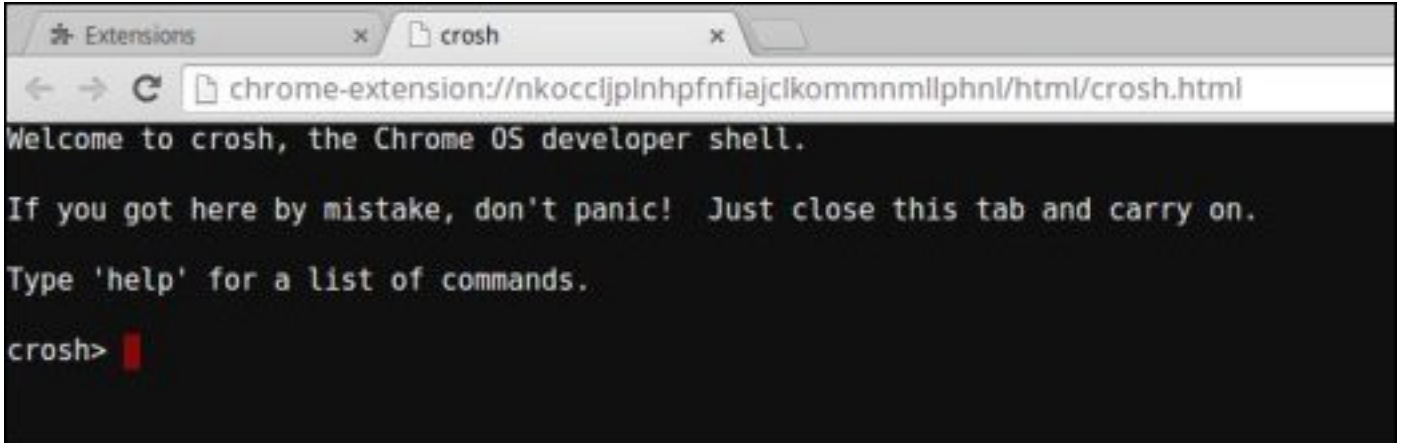 Extensions
crosh
chrome-extension://nkoccljplnhpfnfiajclkommnmllphnl/html/crosh.html
Welcome to crosh, the Chrome OS developer shell.
If you got here by mistake, don't panic!  Just close this tab and carry on.
Type 'help' for a list of commands.
crosh>